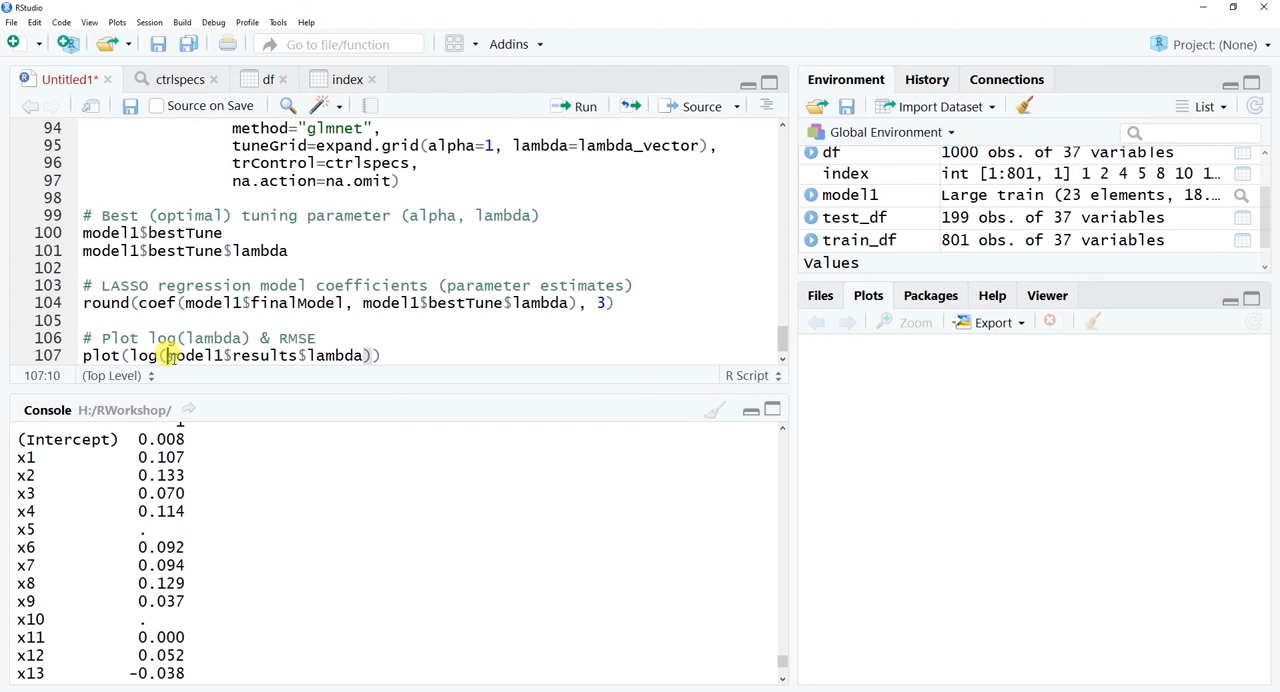 RStudio
File Edit Code View Plots Session Build Debug Profile Tools Help
Go to file/function
Addins
Project: (None)
Untitled1*
ctrlspecs
df
index
Source on Save
Run
Source
94 method="glmnet",
95 tuneGrid=expand.grid(alpha=1, lambda=lambda_vector),
96 trControl=ctrlspecs,
97 na.action=na.omit)
98
99 # Best (optimal) tuning parameter (alpha, lambda)
100 model1$bestTune
101 model1$bestTune$lambda
102
103 # LASSO regression model coefficients (parameter estimates)
104 round(coef(model1$finalModel, model1$bestTune$lambda), 3)
105
106 # Plot log(lambda) & RMSE
107 plot(log(model1$results$lambda))
107:10 (Top Level) R Script
Console H:/RWorkshop/
1
(Intercept) 0.008
x1 0.107
x2 0.133
x3 0.070
x4 0.114
x5 .
x6 0.092
x7 0.094
x8 0.129
x9 0.037
x10 .
x11 0.000
x12 0.052
x13 -0.038
Environment History Connections
Import Dataset
List
Global Environment
df 1000 obs. of 37 variables
index int [1:801, 1] 1 2 4 5 8 10 1...
model1 Large train (23 elements, 18....
test_df 199 obs. of 37 variables
train_df 801 obs. of 37 variables
Values
Files Plots Packages Help Viewer
Zoom Export